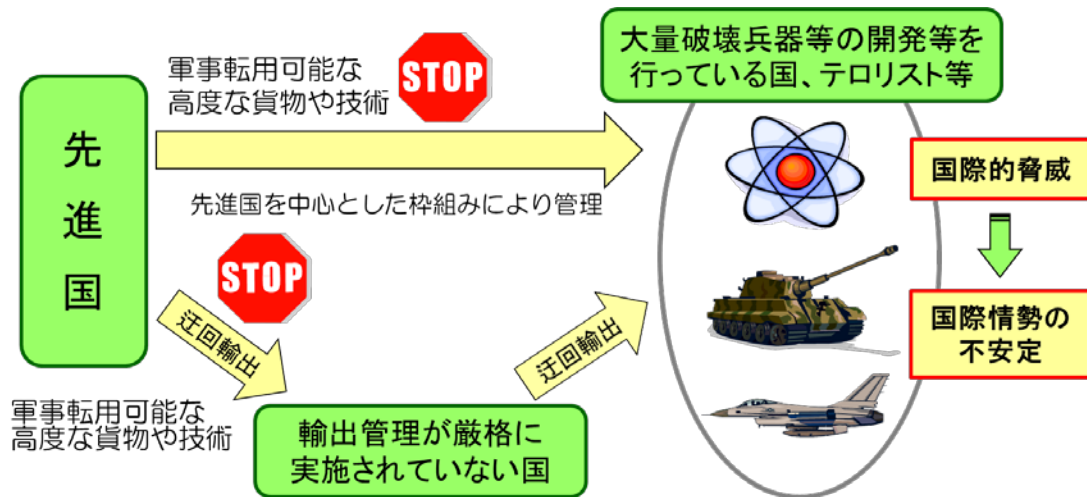 大量破壊兵器等の開発等を
行っている国、テロリスト等
軍事転用可能な
高度な貨物や技術
STOP
先進国
先進国を中心とした枠組みにより管理
国際的脅威
STOP
迂回輸出
迂回輸出
国際情勢の
不安定
軍事転用可能な
高度な貨物や技術
輸出管理が厳格に
実施されていない国